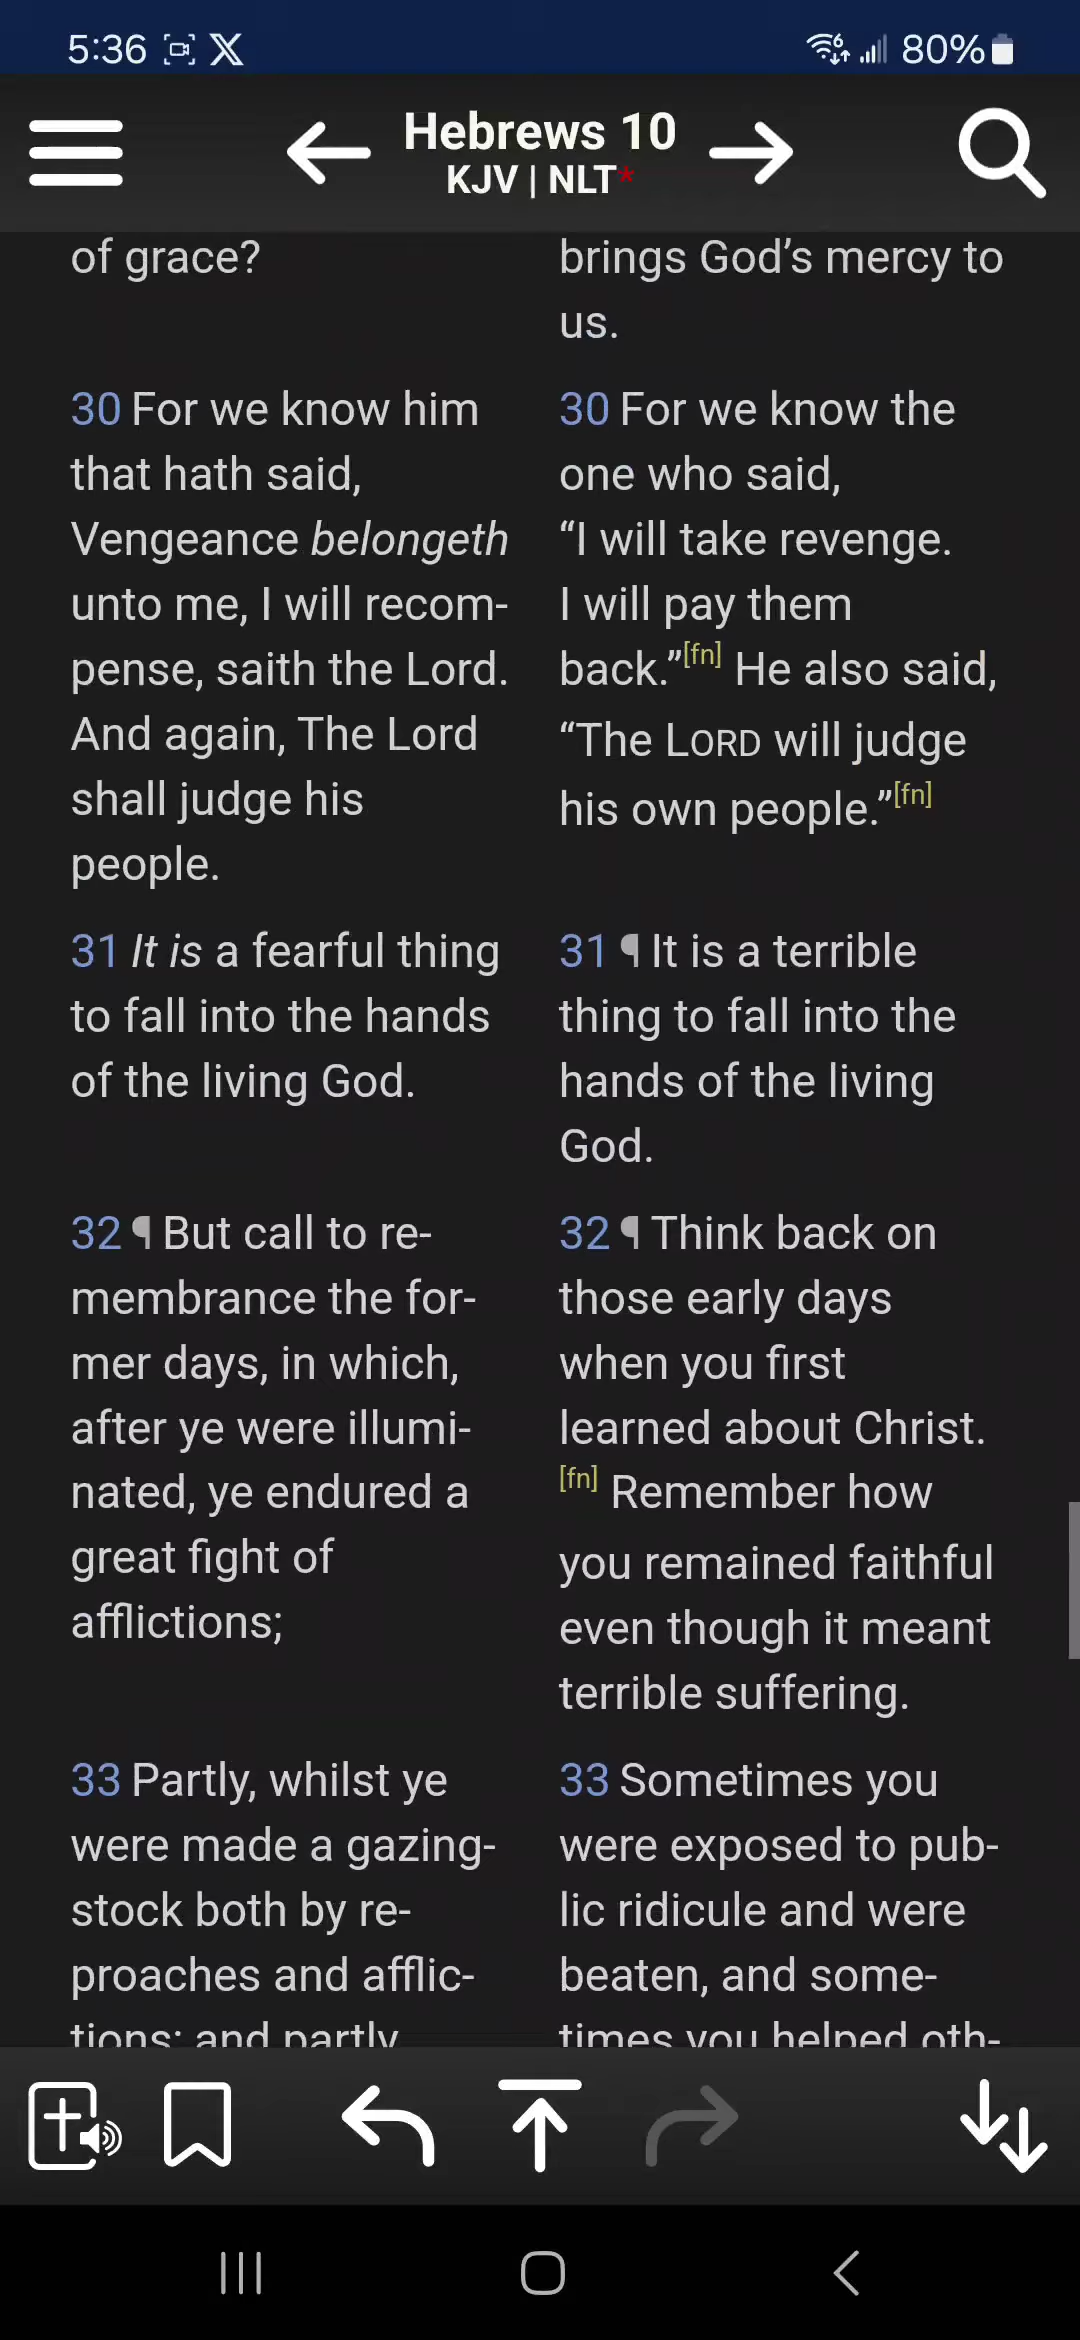 5:36
80%
Hebrews 10
KJV | NLT*
of grace?
30 For we know him
that hath said,
Vengeance belongeth
unto me, I will recom-
pense, saith the Lord.
And again, The Lord
shall judge his
people.
31 It is a fearful thing
to fall into the hands
of the living God.
32 ¶ But call to re-
membrance the for-
mer days, in which,
after ye were illumi-
nated, ye endured a
great fight of
afflictions;
33 Partly, whilst ye
were made a gazing-
stock both by re-
proaches and afflic-
tions; and partly
brings God’s mercy to
us.
30 For we know the
one who said,
“I will take revenge.
I will pay them
back.”[fn] He also said,
“The LORD will judge
his own people.”[fn]
31 ¶ It is a terrible
thing to fall into the
hands of the living
God.
32 ¶ Think back on
those early days
when you first
learned about Christ.
[fn] Remember how
you remained faithful
even though it meant
terrible suffering.
33 Sometimes you
were exposed to pub-
lic ridicule and were
beaten, and some-
times you helped oth-